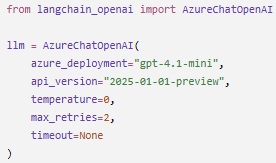 from langchain_openai import AzureChatOpenAI
llm = AzureChatOpenAI(
    azure_deployment="gpt-4.1-mini",
    api_version="2025-01-01-preview",
    temperature=0,
    max_retries=2,
    timeout=None
)